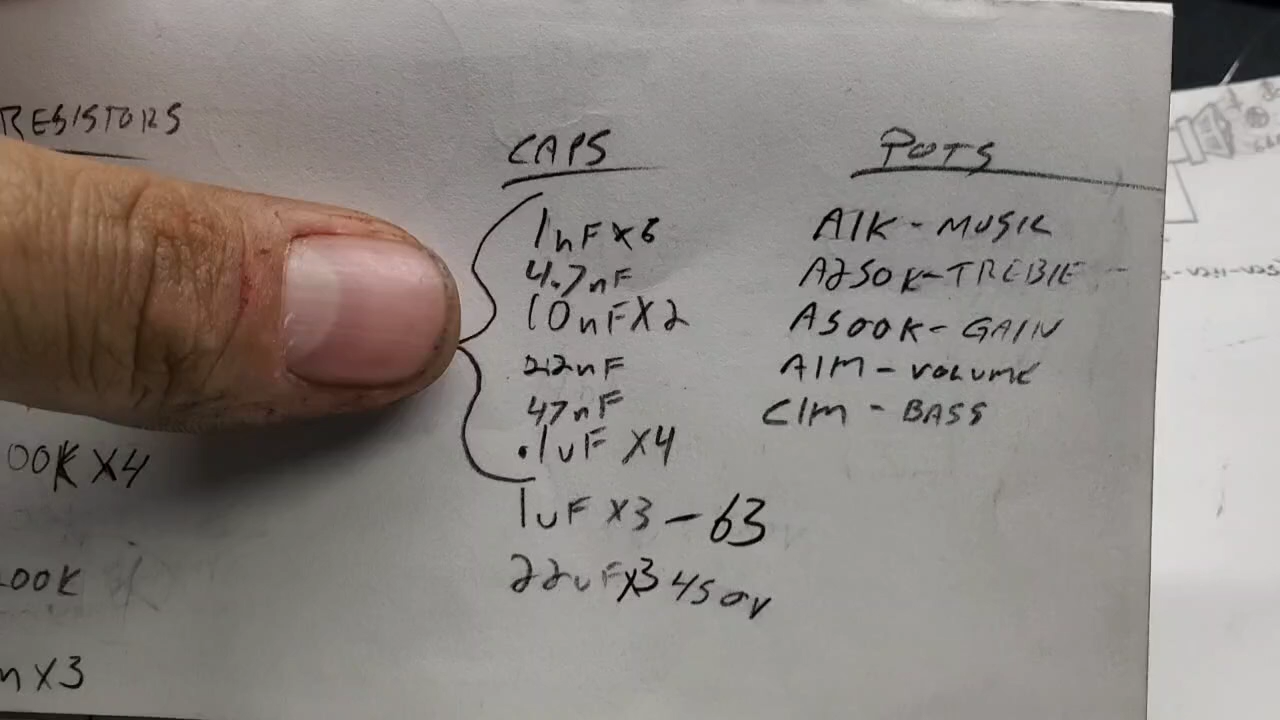 RESISTORS
00K X4
00K
X3
CAPS
1nF X6
4.7nF
10nF X2
22nF
47nF
.1uF X4
1uF X3 - 63
22uF X3 450v
POTS
A1K - MUSIC
A250K - TREBIE
A500K - GAIN
A1M - VOLUME
C1M - BASS